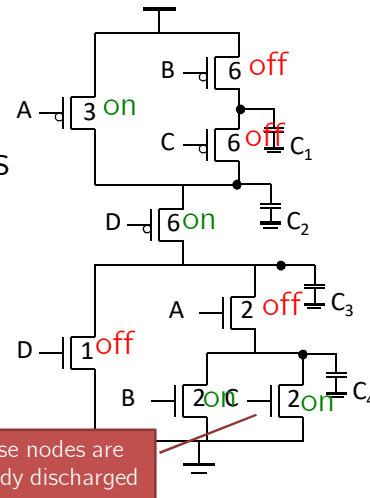 B 6 off
A 3 on
C 6 off C1
s
D 6 on C2
A 2 off C3
D 1 off
B 2 on C 2 on C4
se nodes are
dy discharged